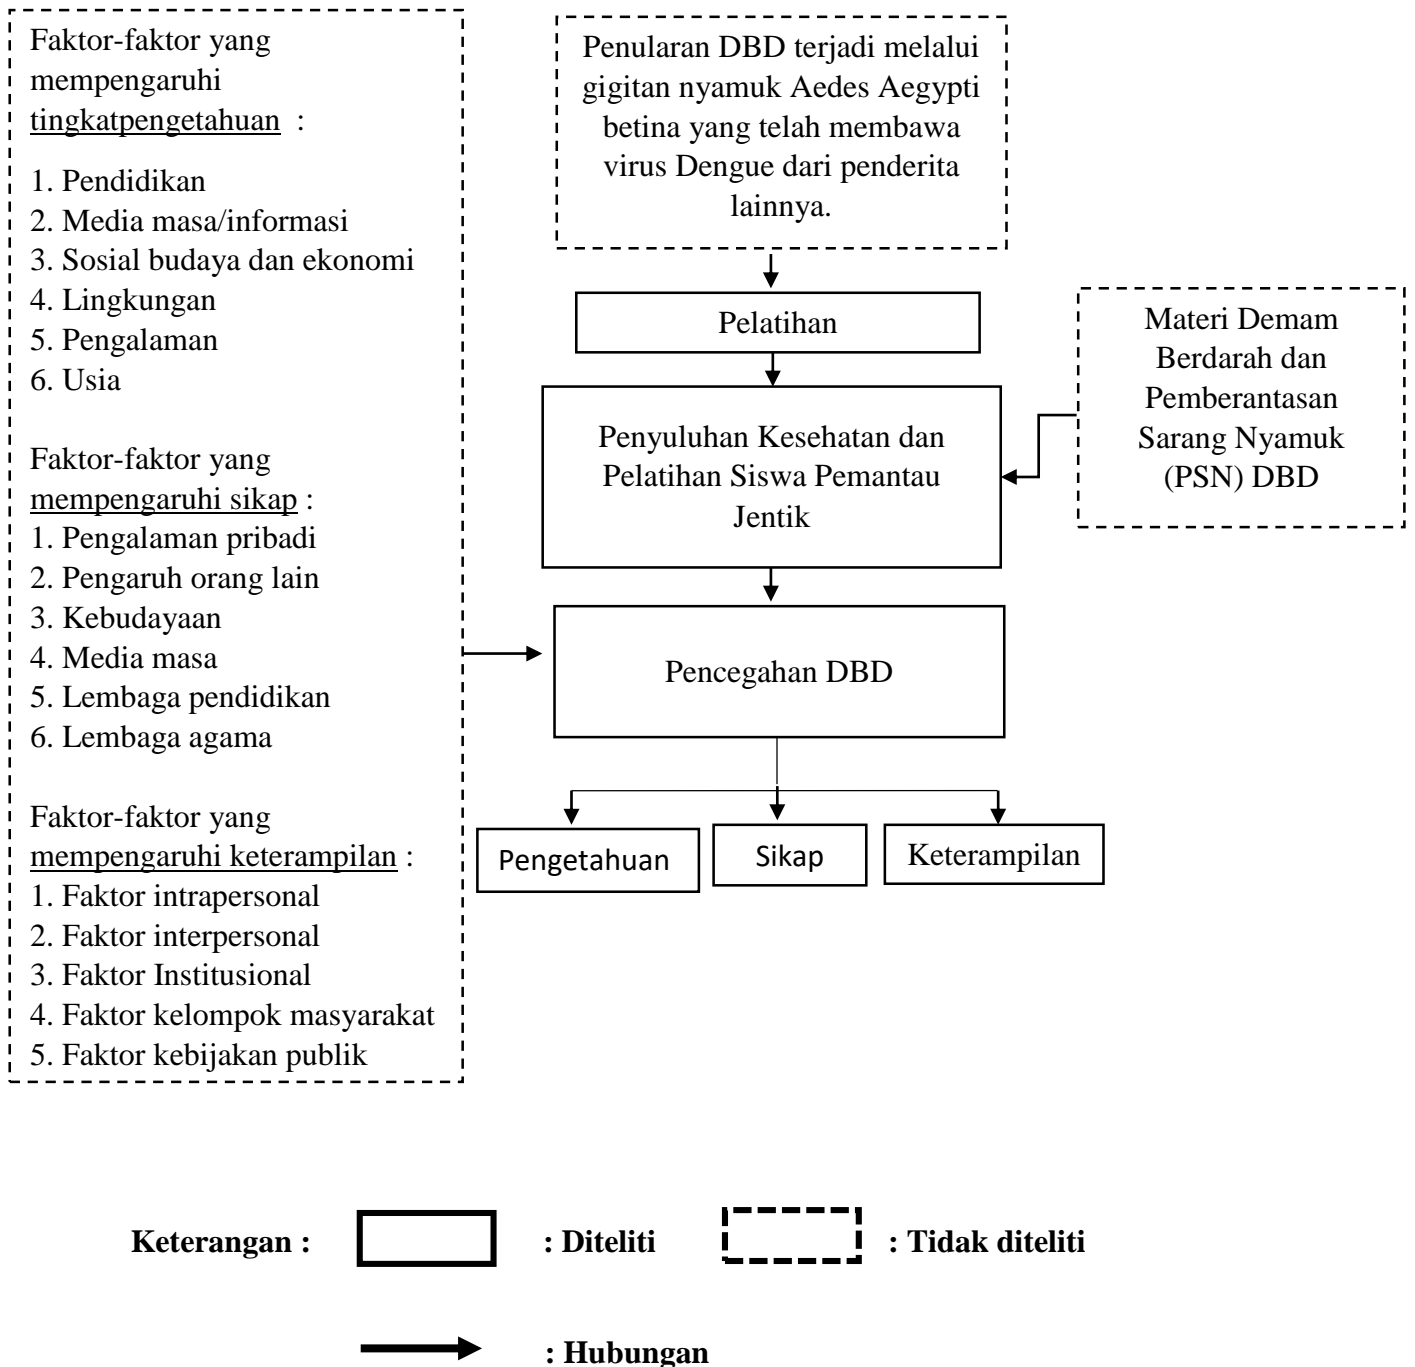 Faktor-faktor yang
mempengaruhi
tingkatpengetahuan :
1. Pendidikan
2. Media masa/informasi
3. Sosial budaya dan ekonomi
4. Lingkungan
5. Pengalaman
6. Usia
Faktor-faktor yang
mempengaruhi sikap :
1. Pengalaman pribadi
2. Pengaruh orang lain
3. Kebudayaan
4. Media masa
5. Lembaga pendidikan
6. Lembaga agama
Faktor-faktor yang
mempengaruhi keterampilan :
1. Faktor intrapersonal
2. Faktor interpersonal
3. Faktor Institusional
4. Faktor kelompok masyarakat
5. Faktor kebijakan publik
Penularan DBD terjadi melalui
gigitan nyamuk Aedes Aegypti
betina yang telah membawa
virus Dengue dari penderita
lainnya.
Pelatihan
Penyuluhan Kesehatan dan
Pelatihan Siswa Pemantau
Jentik
Materi Demam
Berdarah dan
Pemberantasan
Sarang Nyamuk
(PSN) DBD
Pencegahan DBD
Pengetahuan
Sikap
Keterampilan
Keterangan :
: Diteliti
: Tidak diteliti
: Hubungan